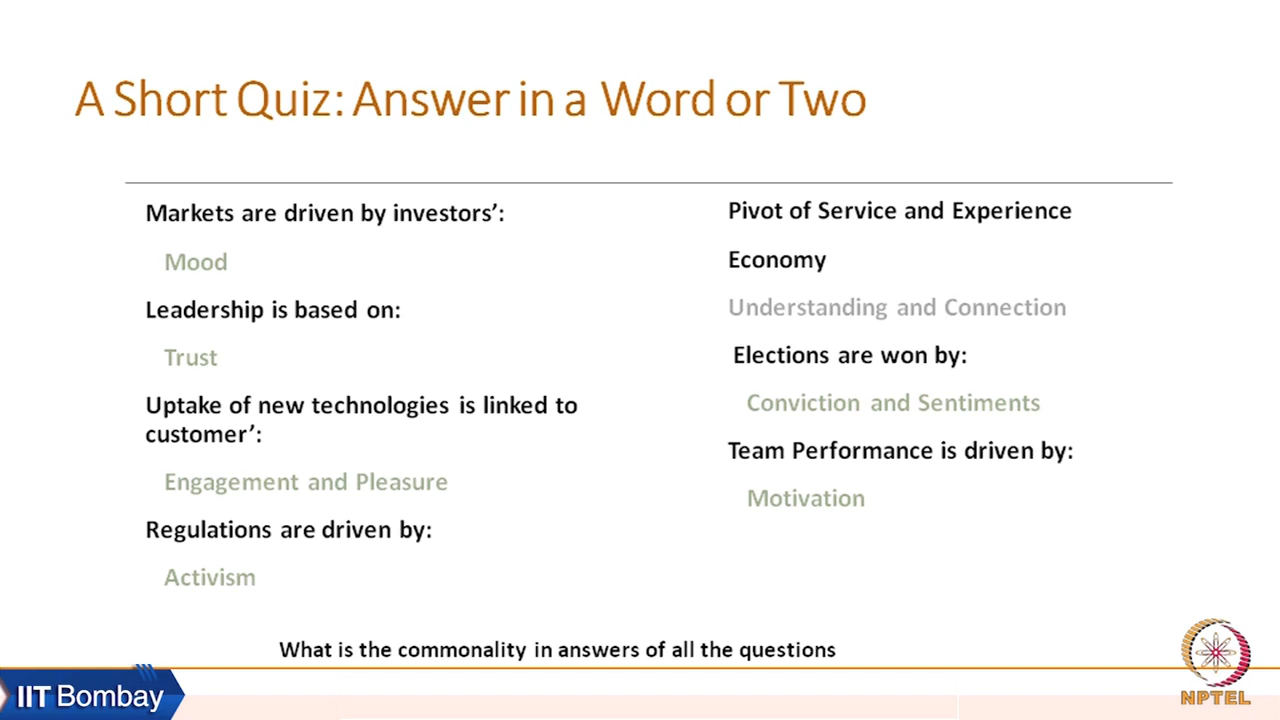 A Short Quiz: Answer in a Word or Two
Markets are driven by investors’:
Mood
Leadership is based on:
Trust
Uptake of new technologies is linked to
customer’:
Engagement and Pleasure
Regulations are driven by:
Activism
Pivot of Service and Experience
Economy
Understanding and Connection
Elections are won by:
Conviction and Sentiments
Team Performance is driven by:
Motivation
What is the commonality in answers of all the questions
IIT Bombay
NPTEL